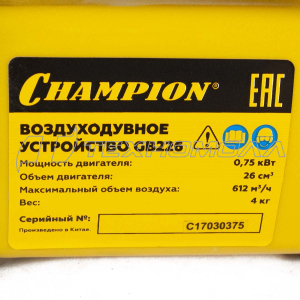 CHAMPION®
EAC
ВОЗДУХОДУВНОЕ
УСТРОЙСТВО GB226
ТЕХНОМОЛЛ
Мощность двигателя: 0,75 кВт
Объем двигателя: 26 см³
Максимальный объем воздуха: 612 м³/ч
Вес: 4 кг
Серийный №:
Произведено в Китае.
C17030375